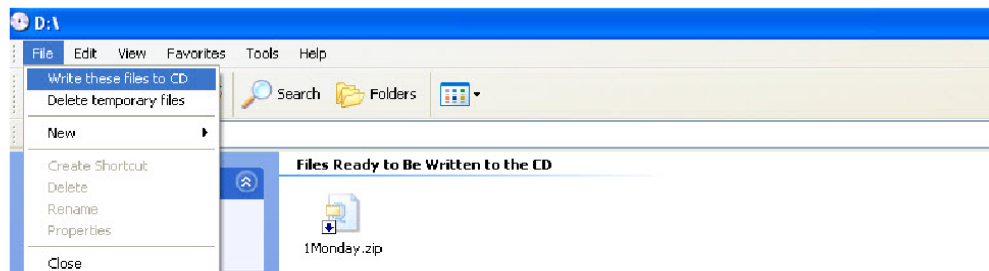 D:\
File Edit View Favorites Tools Help
Write these files to CD
Delete temporary files
Search Folders
New
Files Ready to Be Written to the CD
Create Shortcut
Delete
Rename
Properties
1Monday.zip
Close